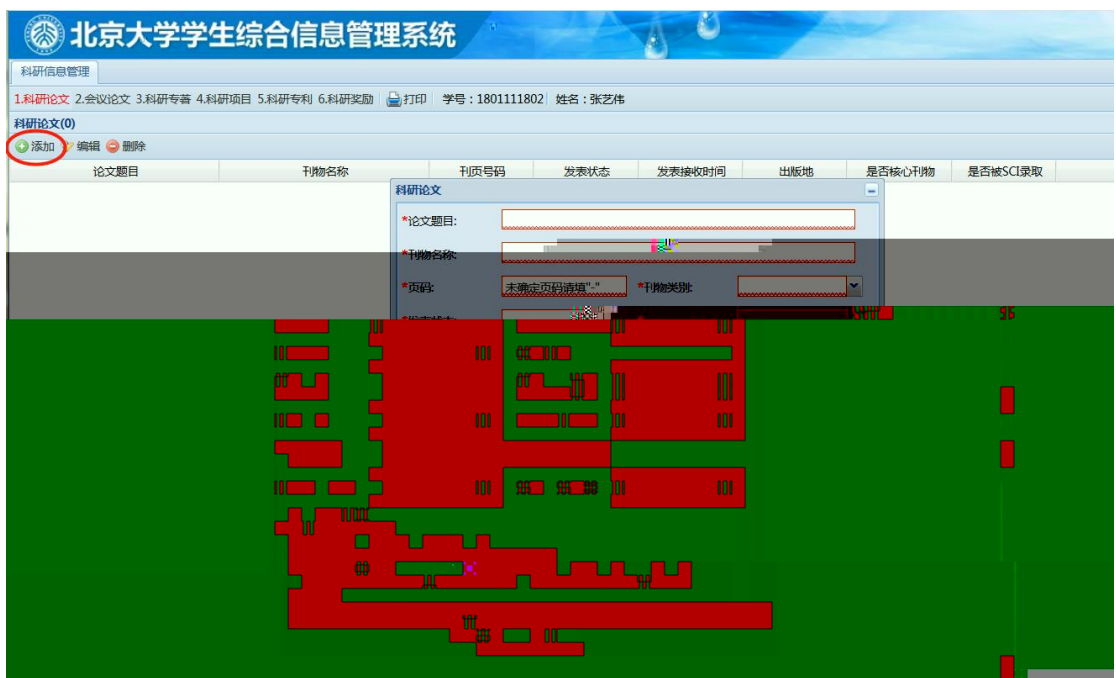 北京大学学生综合信息管理系统
科研信息管理
1.科研论文 2.会议论文 3.科研专著 4.科研项目 5.科研专利 6.科研奖励 打印 学号：1801111802 姓名：张艺伟
科研论文(0)
添加 编辑 删除
论文题目 刊物名称 刊页号码 发表状态 发表接收时间 出版地 是否核心刊物 是否被SCI录取
科研论文
*论文题目:
*刊物名称:
*页码: 未确定页码请填"-" *刊物类别: